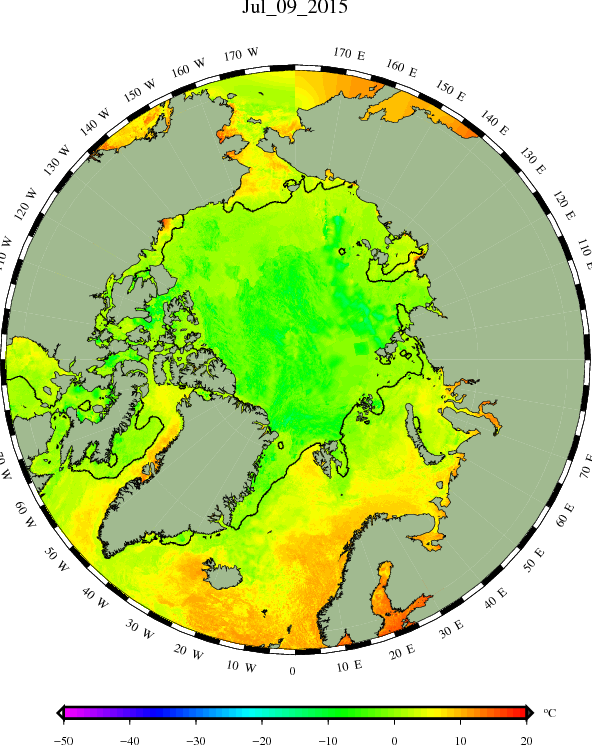 Jul_09_2015
170 W
170 E
160 W
160 E
150 W
150 E
140 W
140 E
130 W
130 E
120 W
120 E
110 E
60 W
70 E
50 W
60 E
40 W
50 E
30 W
40 E
20 W
30 E
10 W
20 E
0
10 E
°C
−50 −40 −30 −20 −10 0 10 20